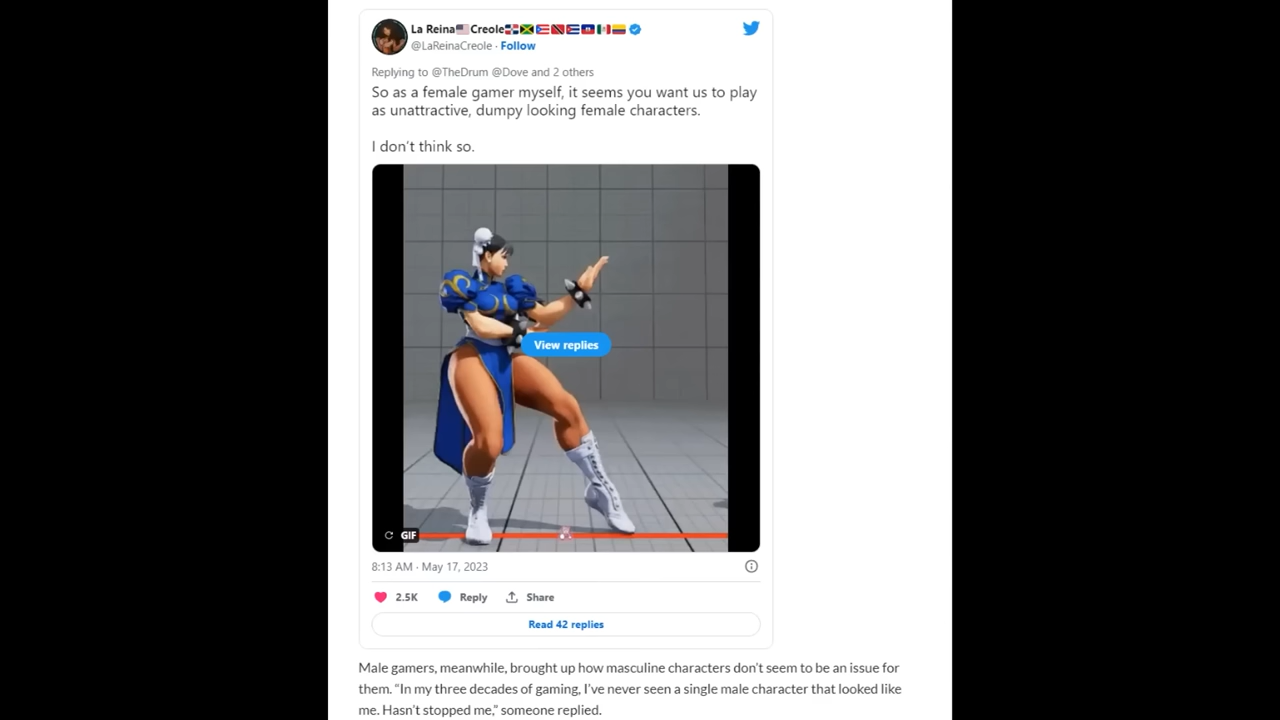 La Reina🇺🇸Creole🇩🇴🇯🇲🇵🇷🇹🇹🇨🇺🇭🇹🇲🇽🇨🇴
@LaReinaCreole · Follow
Replying to @TheDrum @Dove and 2 others
So as a female gamer myself, it seems you want us to play
as unattractive, dumpy looking female characters.
I don't think so.
View replies
GIF
8:13 AM · May 17, 2023
2.5K Reply Share
Read 42 replies
Male gamers, meanwhile, brought up how masculine characters don't seem to be an issue for
them. “In my three decades of gaming, I've never seen a single male character that looked like
me. Hasn't stopped me,” someone replied.